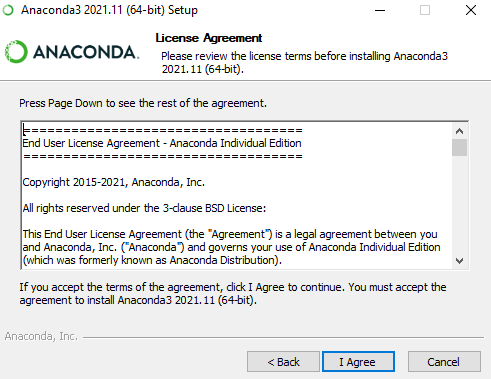 Anaconda3 2021.11 (64-bit) Setup
ANACONDA.
License Agreement
Please review the license terms before installing Anaconda3
2021.11 (64-bit).
Press Page Down to see the rest of the agreement.
===================================
End User License Agreement - Anaconda Individual Edition
===================================
Copyright 2015-2021, Anaconda, Inc.
All rights reserved under the 3-clause BSD License:
This End User License Agreement (the "Agreement") is a legal agreement between you
and Anaconda, Inc. ("Anaconda") and governs your use of Anaconda Individual Edition
(which was formerly known as Anaconda Distribution).
If you accept the terms of the agreement, click I Agree to continue. You must accept the
agreement to install Anaconda3 2021.11 (64-bit).
Anaconda, Inc.
< Back
I Agree
Cancel